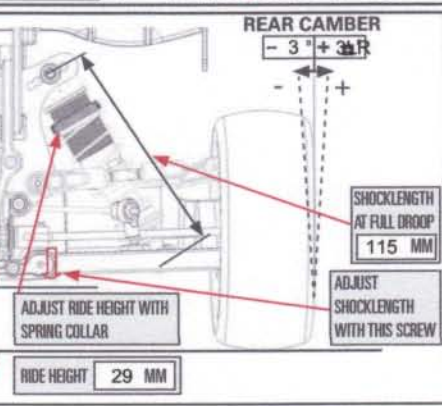 REAR CAMBER
- 3 °
- +
SHOCKLENGTH
AT FULL DROOP
115 MM
ADJUST RIDE HEIGHT WITH
SPRING COLLAR
ADJUST
SHOCKLENGTH
WITH THIS SCREW
RIDE HEIGHT 29 MM